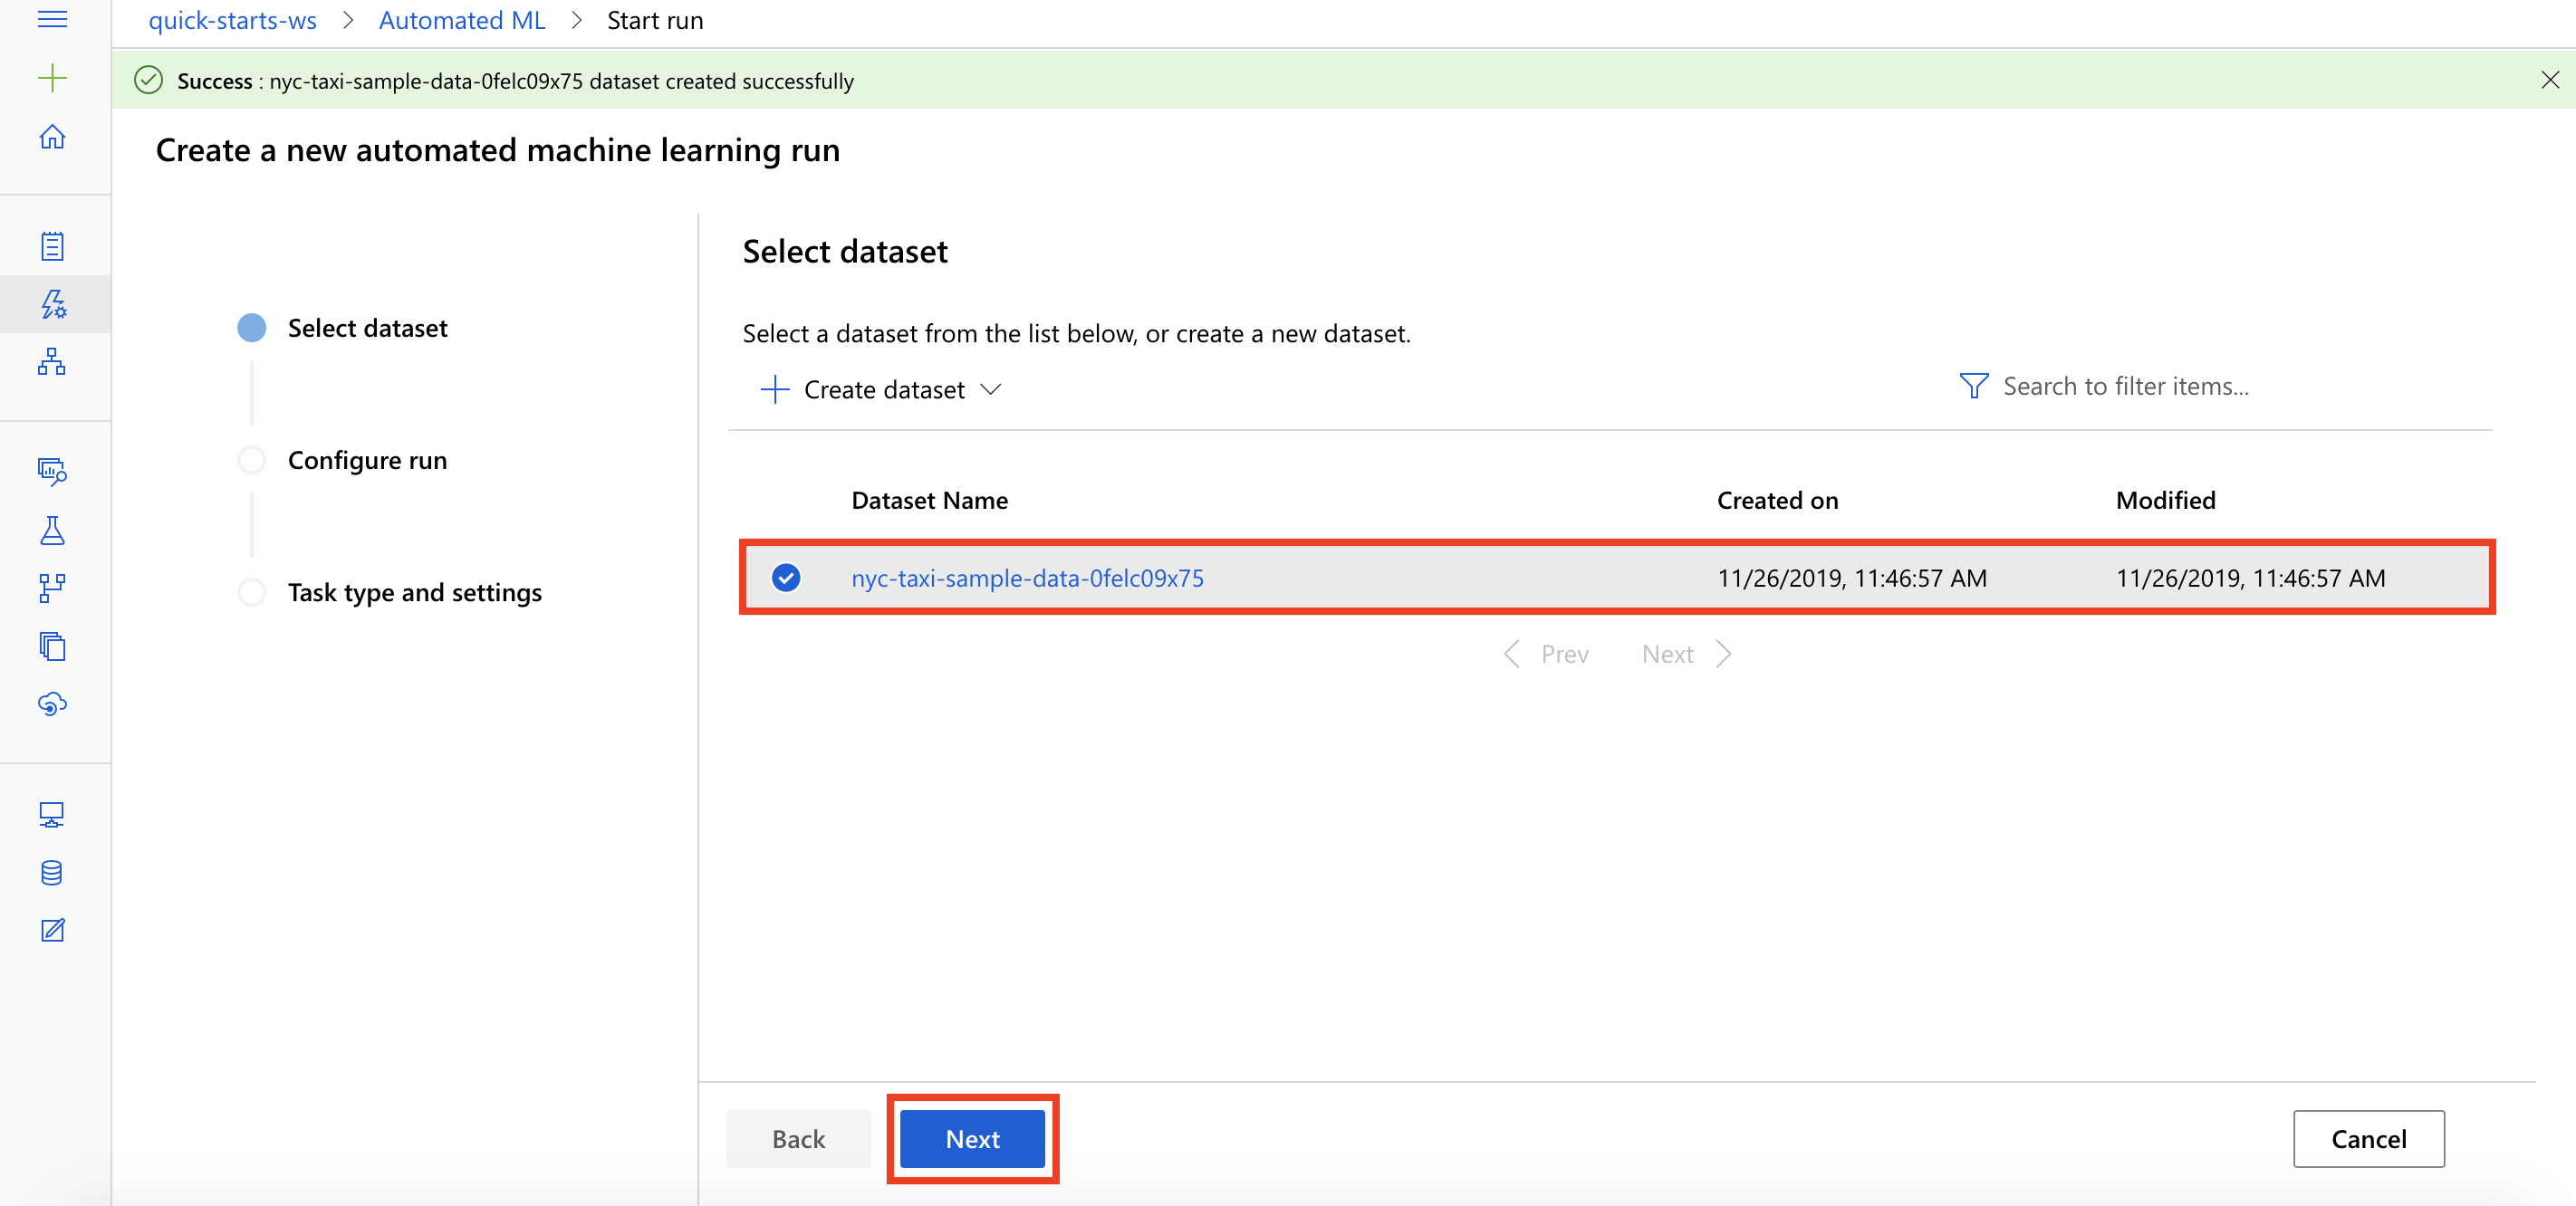 quick-starts-ws > Automated ML > Start run
Success : nyc-taxi-sample-data-0felc09x75 dataset created successfully
Create a new automated machine learning run
Select dataset
Configure run
Task type and settings
Select dataset
Select a dataset from the list below, or create a new dataset.
Create dataset
Search to filter items...
Dataset Name Created on Modified
nyc-taxi-sample-data-0felc09x75 11/26/2019, 11:46:57 AM 11/26/2019, 11:46:57 AM
Prev Next
Back Next Cancel